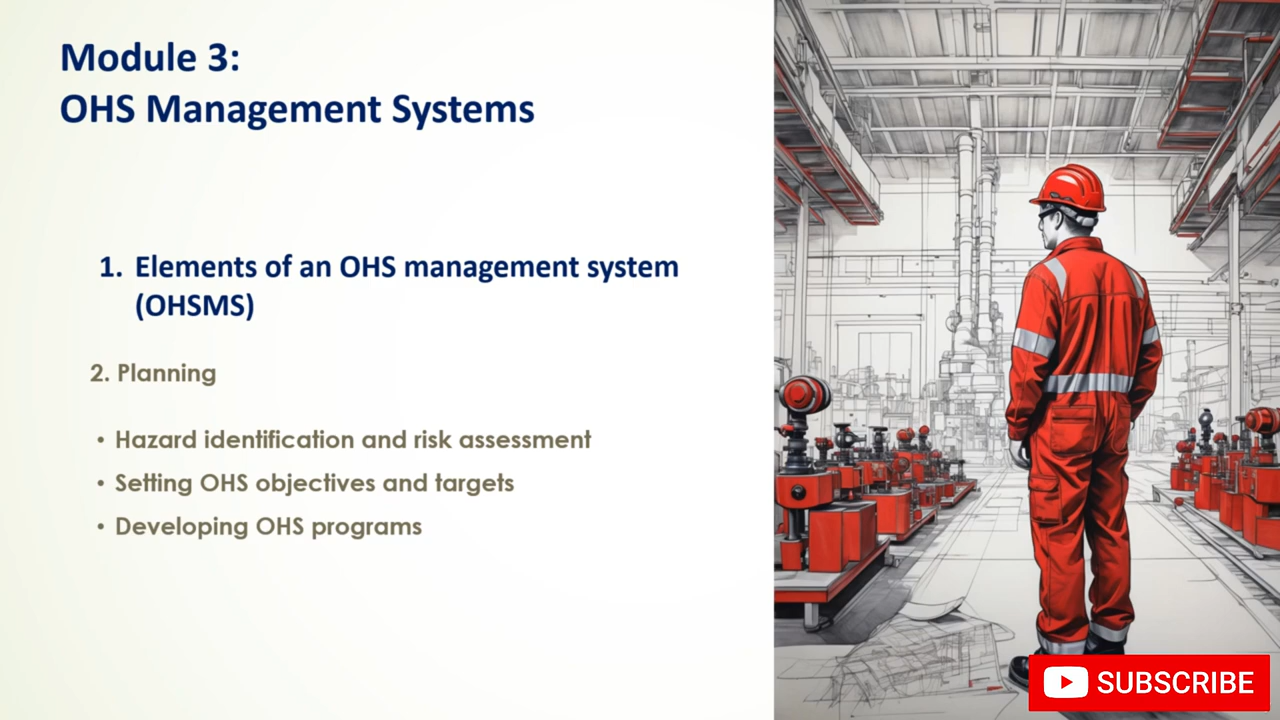 Module 3:
OHS Management Systems
1. Elements of an OHS management system
(OHSMS)
2. Planning
• Hazard identification and risk assessment
• Setting OHS objectives and targets
• Developing OHS programs
SUBSCRIBE